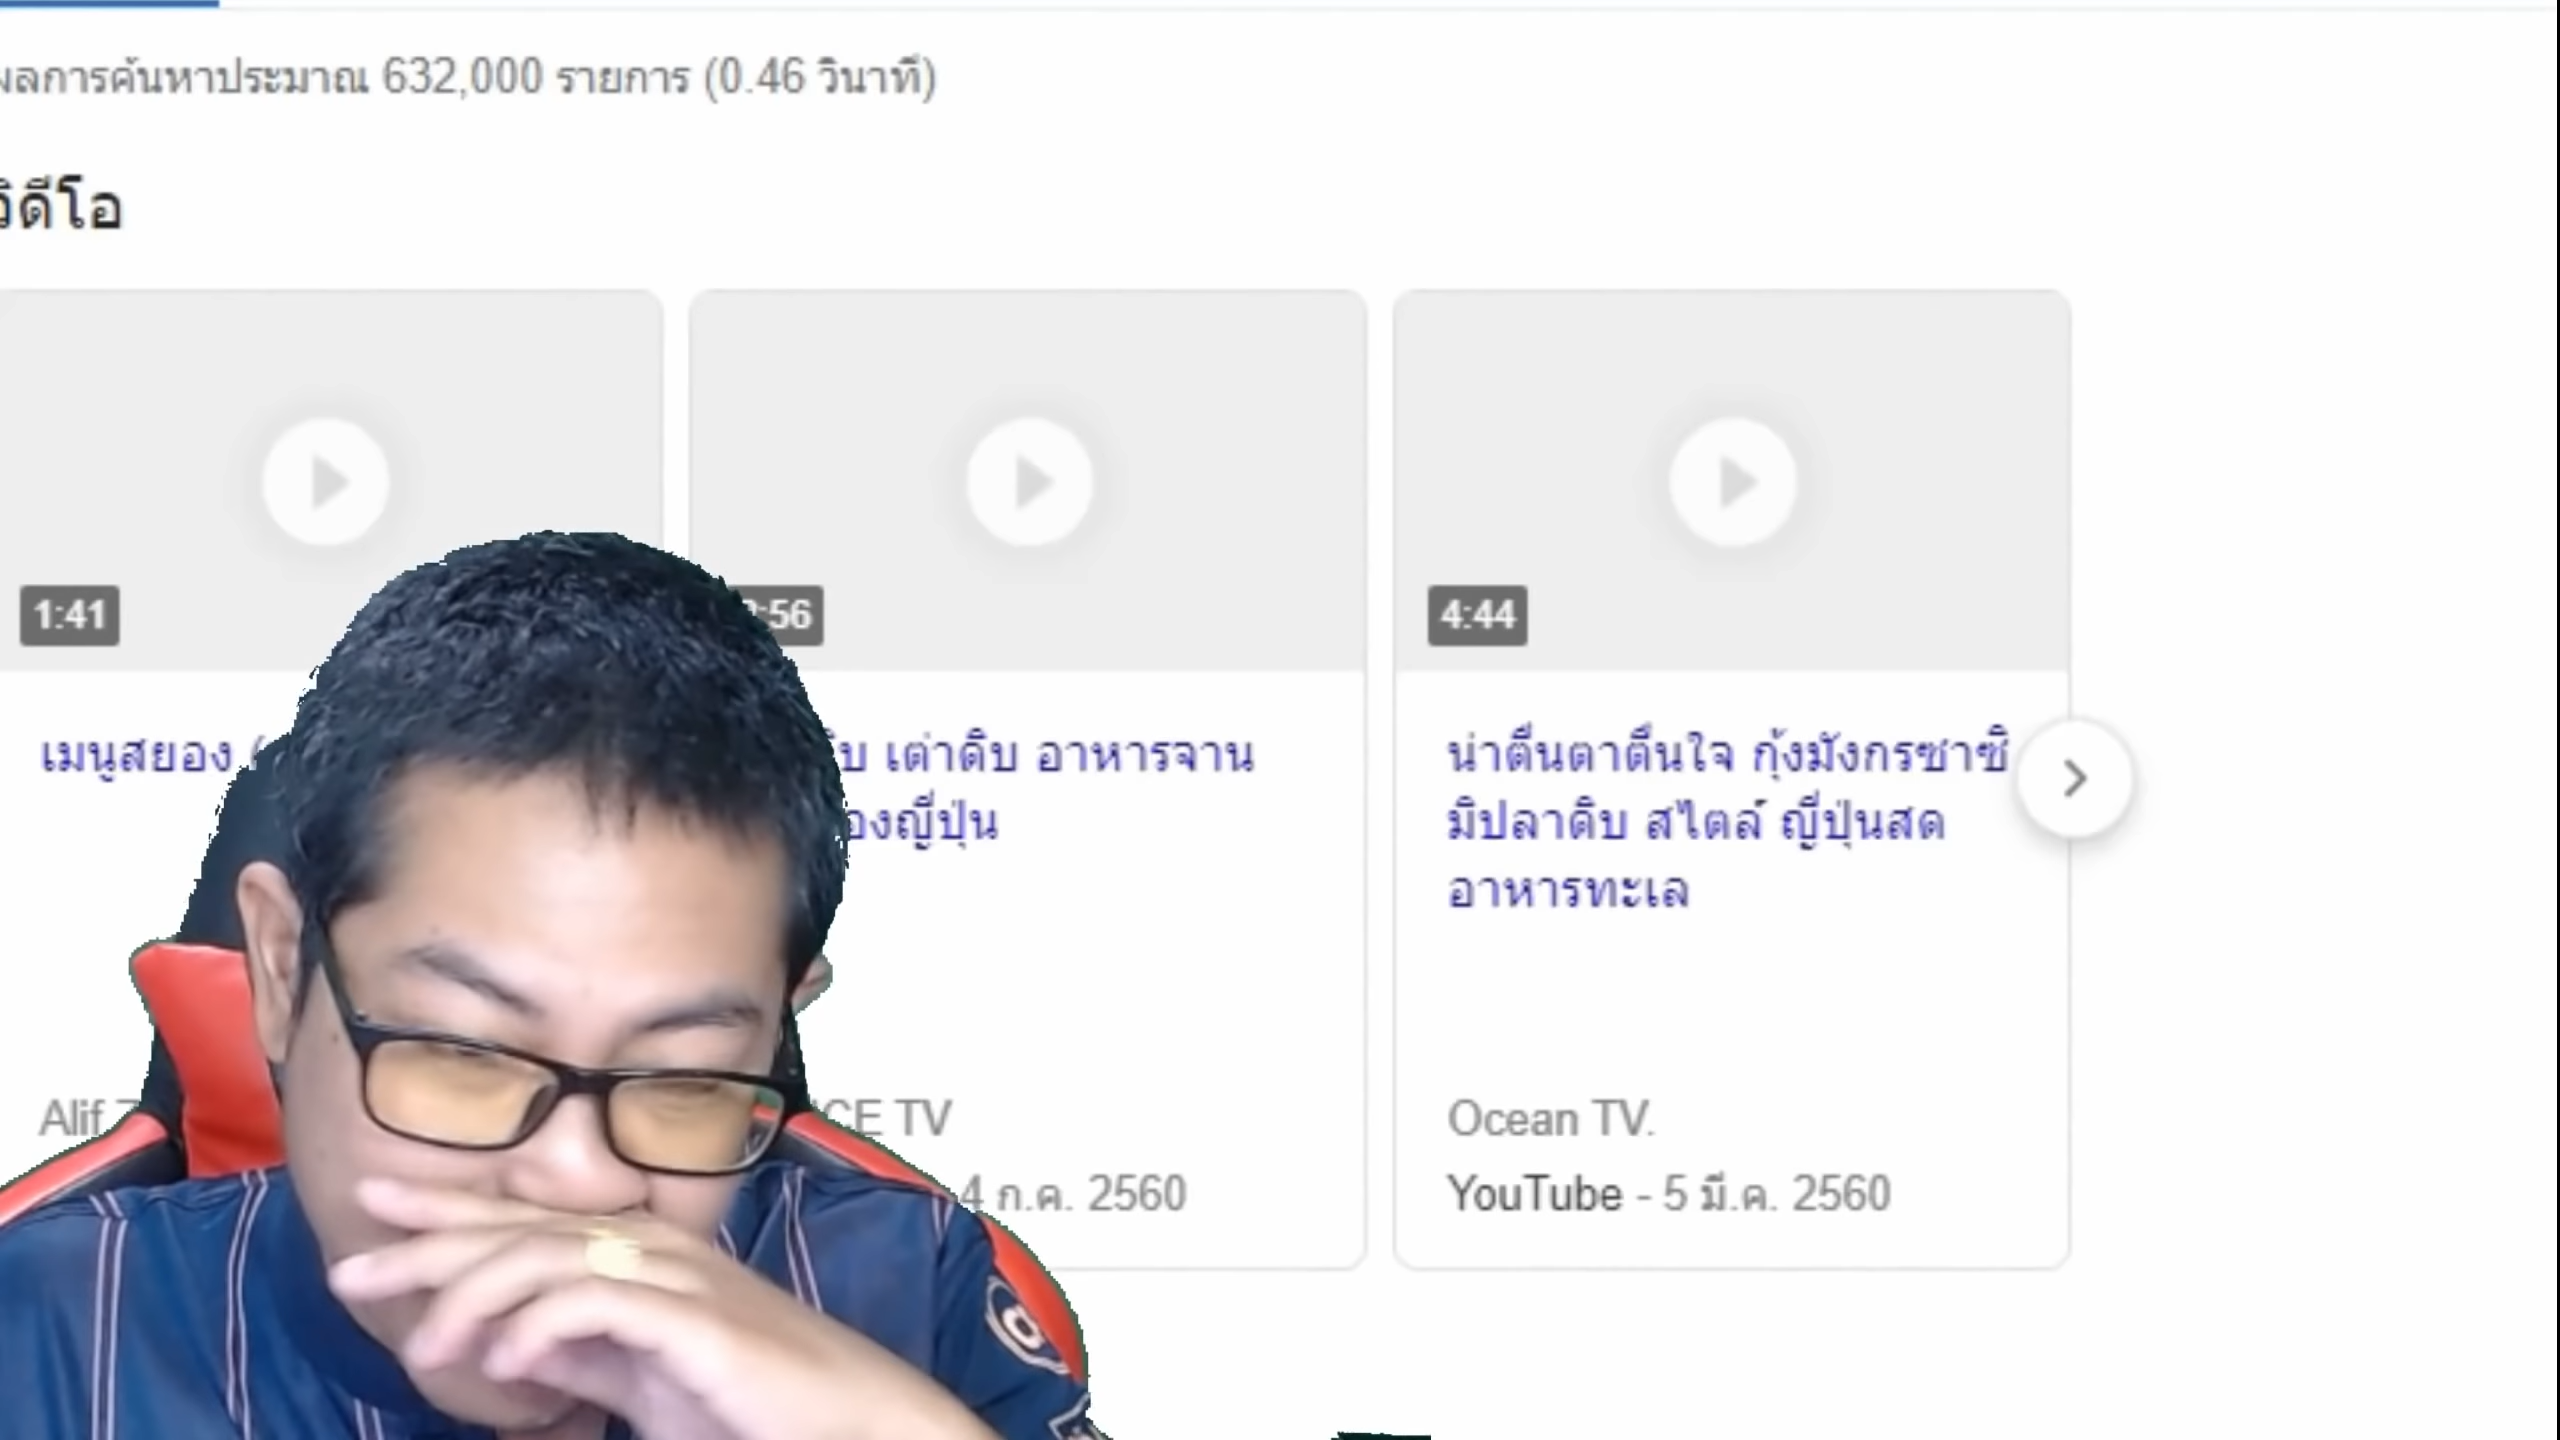 ผลการค้นหาประมาณ 632,000 รายการ (0.46 วินาที)
วิดีโอ
1:41
:56
4:44
เมนูสยอง
เต่าดิบ อาหารจาน
ญี่ปุ่น
น่าตื่นตาตื่นใจ กุ้งมังกรซาซิ
มิปลาดิบ สไตล์ ญี่ปุ่นสด
อาหารทะเล
Alif
CE TV
4 ก.ค. 2560
Ocean TV.
YouTube - 5 มี.ค. 2560
8